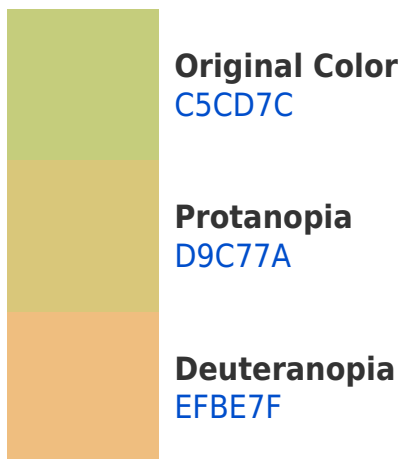 Original Color
C5CD7C
Protanopia
D9C77A
Deuteranopia
EFBE7F